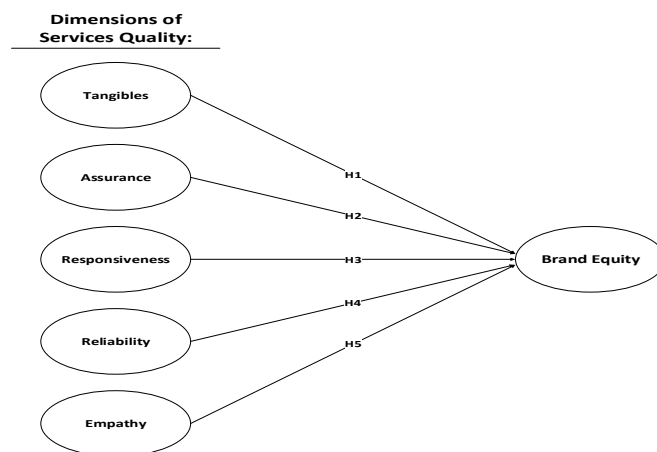 Dimensions of
Services Quality:
Tangibles
H1
Assurance
H2
Responsiveness
H3
Brand Equity
H4
Reliability
H5
Empathy